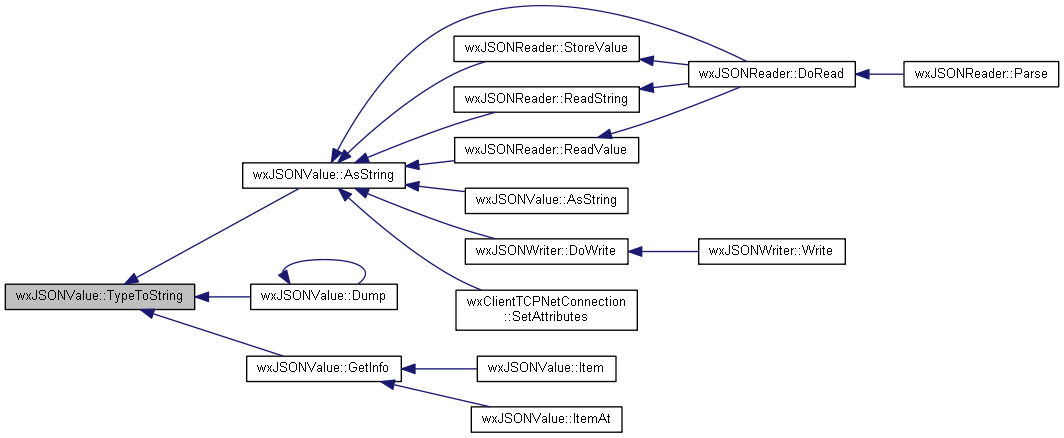 wxJSONReader::StoreValue
wxJSONReader::DoRead
wxJSONReader::Parse
wxJSONReader::ReadString
wxJSONReader::ReadValue
wxJSONValue::AsString
wxJSONValue::AsString
wxJSONWriter::DoWrite
wxJSONWriter::Write
wxJSONValue::TypeToString
wxJSONValue::Dump
wxClientTCPNetConnection
::SetAttributes
wxJSONValue::GetInfo
wxJSONValue::Item
wxJSONValue::ItemAt